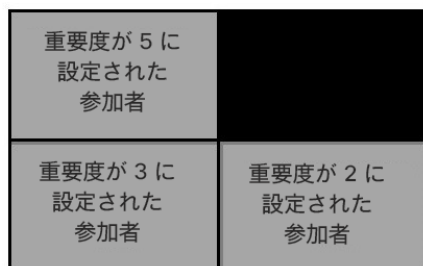 重要度が 5 に
設定された
参加者
重要度が 3 に
設定された
参加者
重要度が 2 に
設定された
参加者